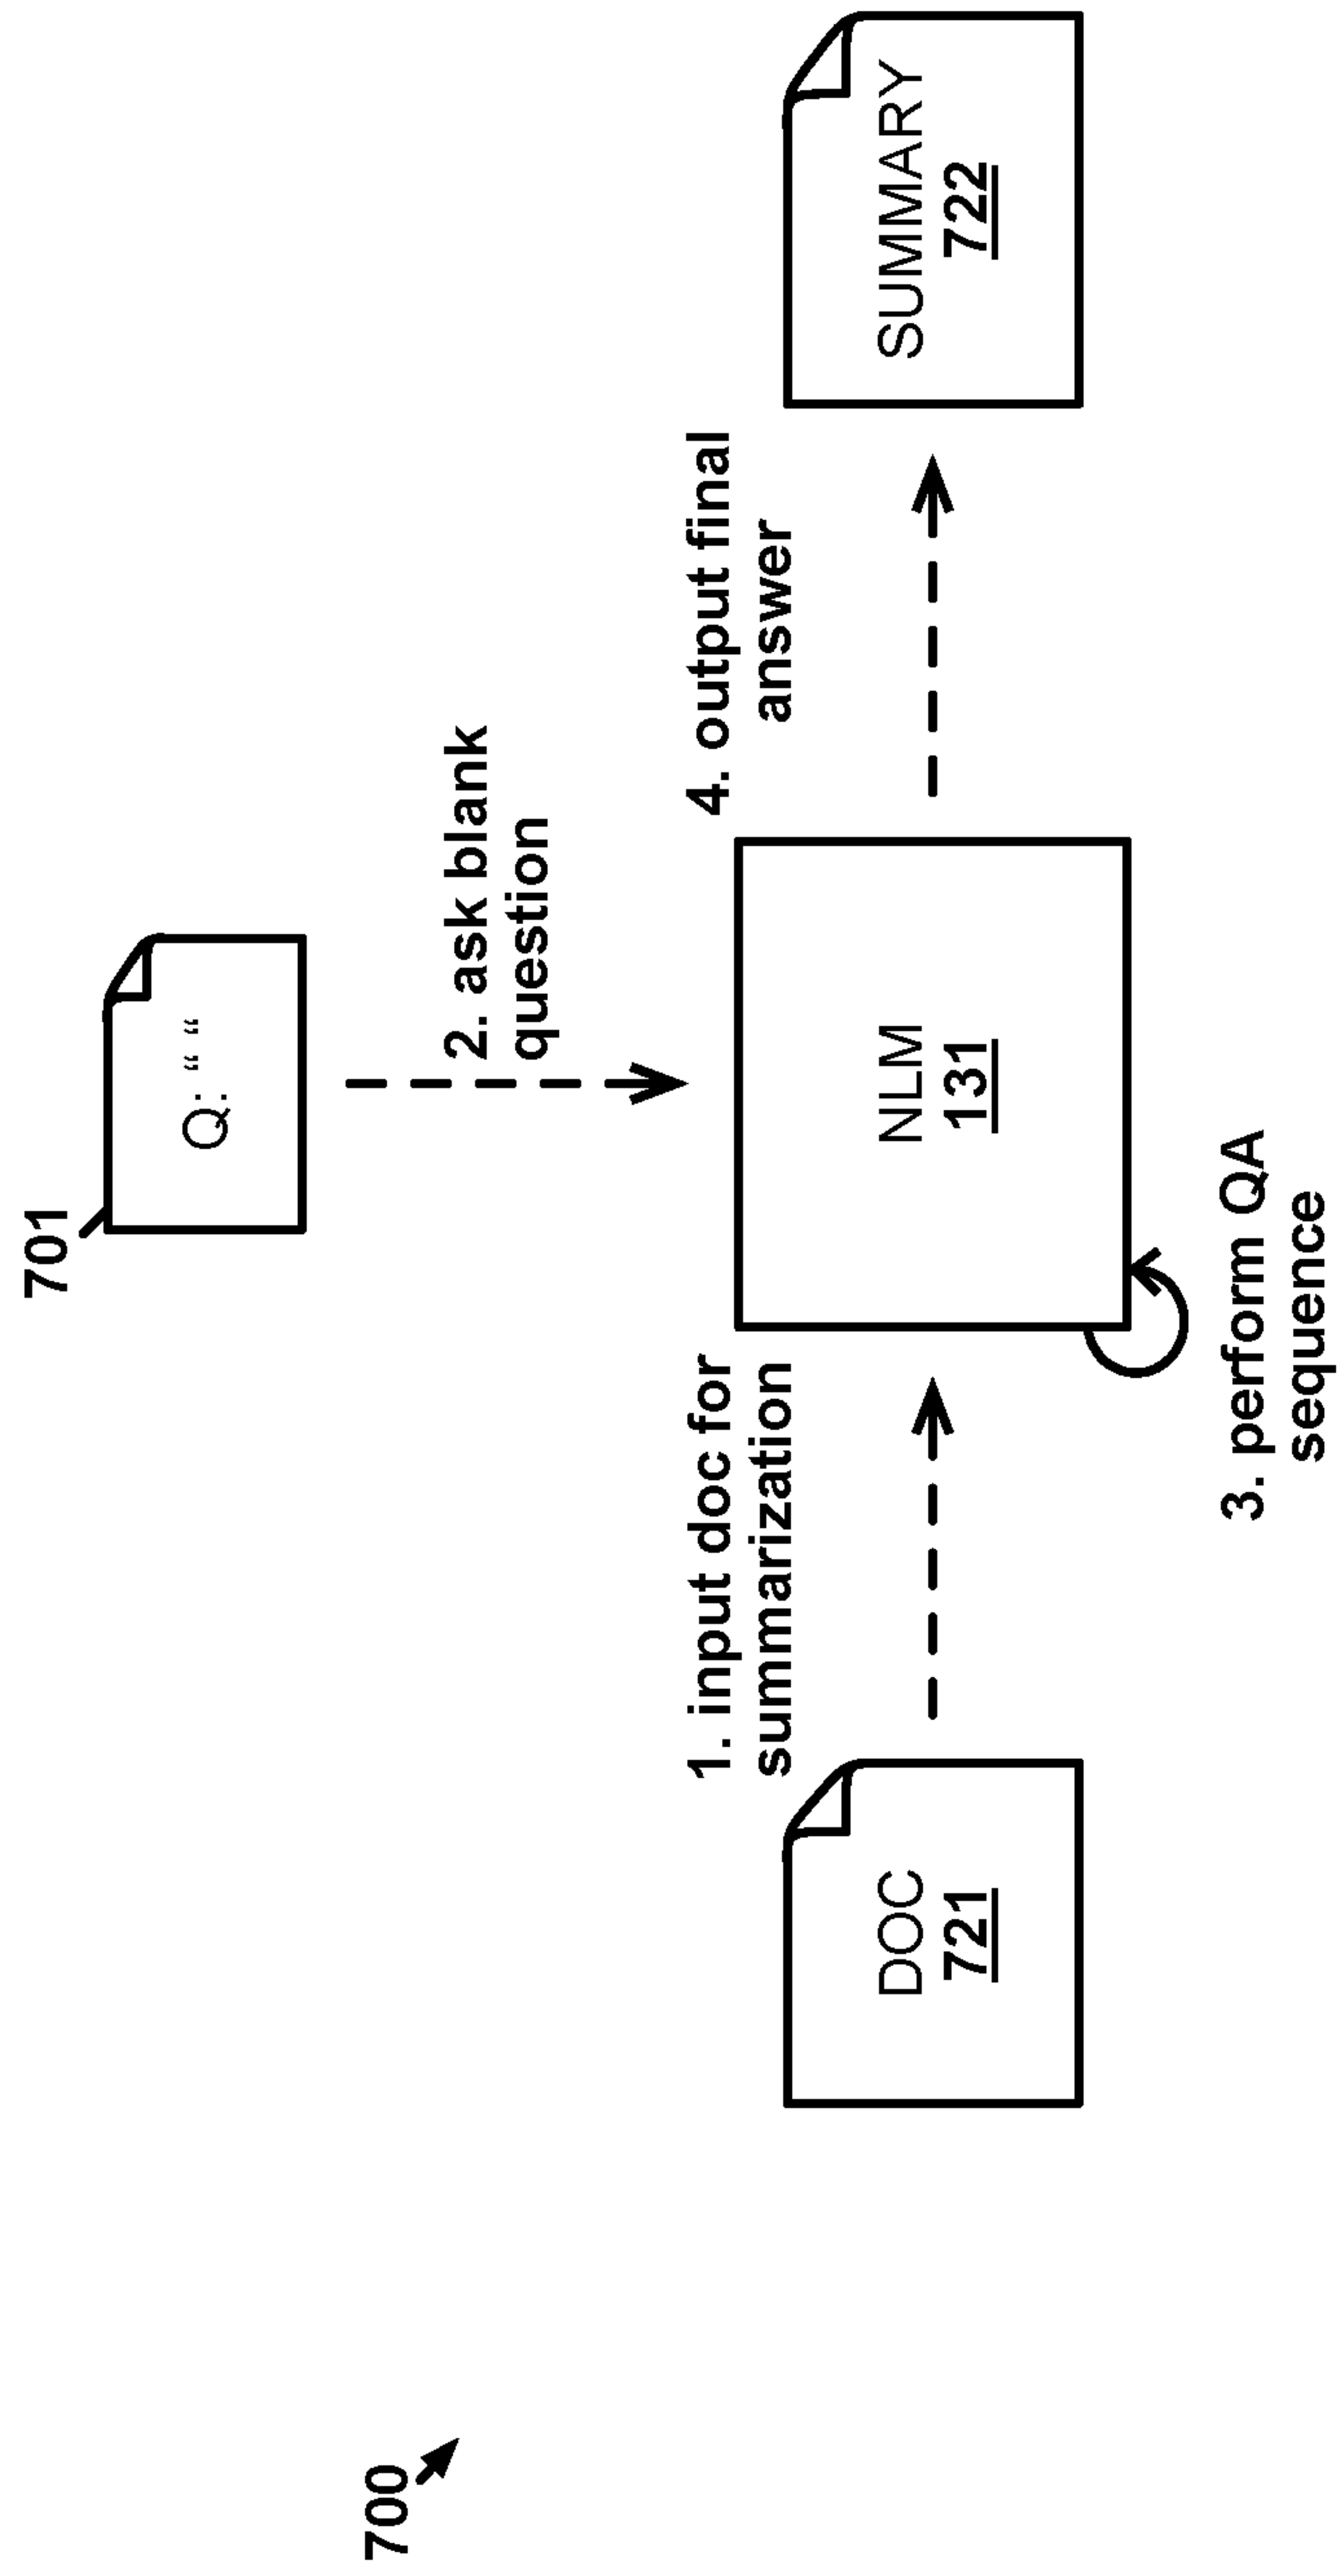 700
701
Q: “ “
2. ask blank
question
1. input doc for
summarization
4. output final
answer
DOC
721
NLM
131
SUMMARY
722
3. perform QA
sequence